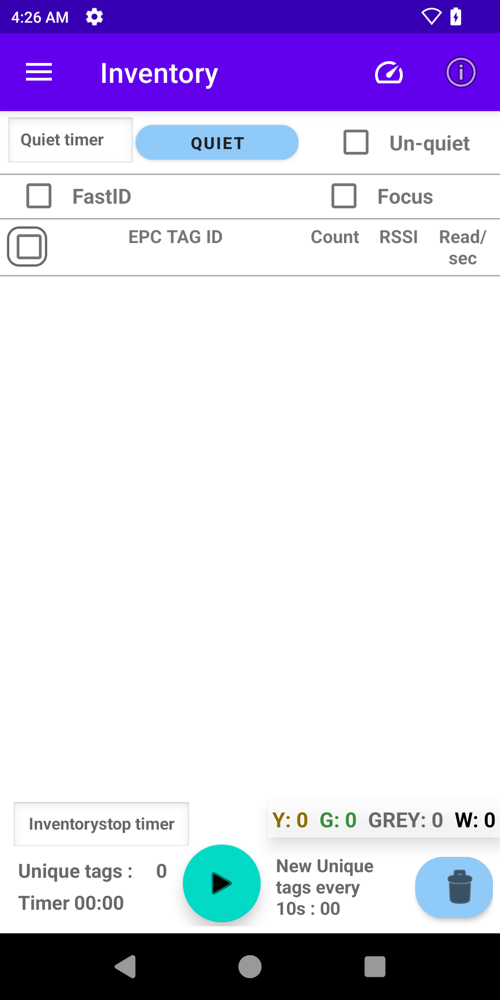 4:26 AM
Inventory
Quiet timer
QUIET
Un-quiet
FastID
Focus
EPC TAG ID
Count
RSSI
Read/
sec
Inventorystop timer
Y: 0 G: 0 GREY: 0 W: 0
Unique tags : 0
Timer 00:00
New Unique
tags every
10s : 00